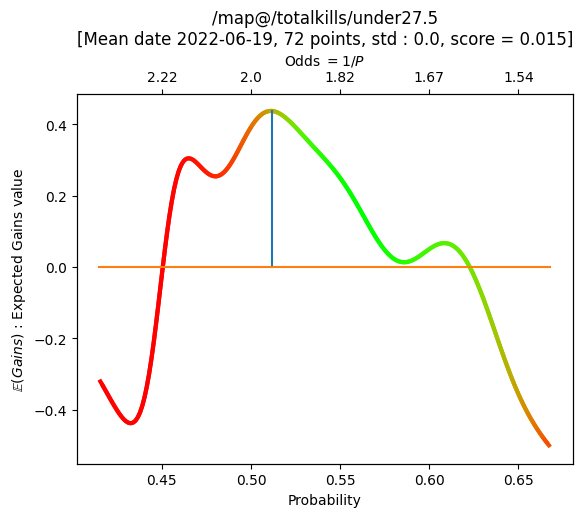 /map@/totalkills/under27.5
[Mean date 2022-06-19, 72 points, std : 0.0, score = 0.015]
Odds = 1/P
2.22 2.0 1.82 1.67 1.54
𝔼(Gains) : Expected Gains value
0.4
0.2
0.0
−0.2
−0.4
0.45 0.50 0.55 0.60 0.65
Probability